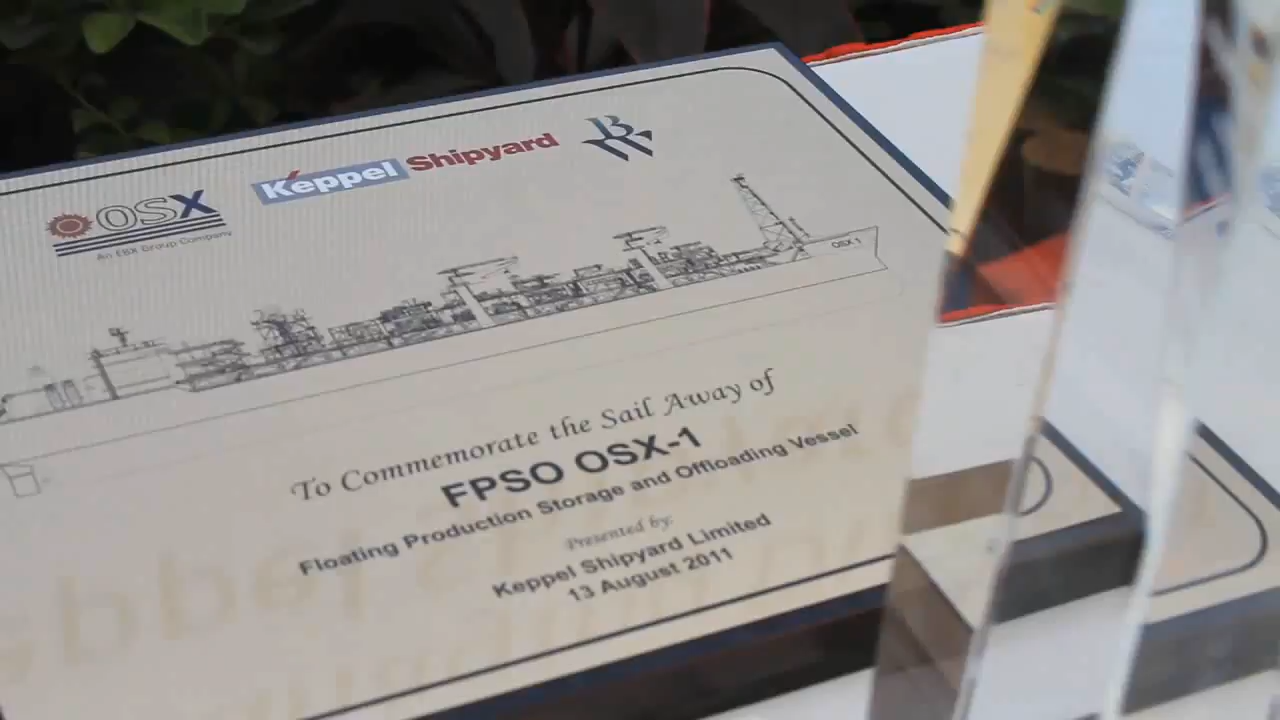 OSX
An EBX Group Company
Keppel Shipyard
BW
OSX 1
To Commemorate the Sail Away of
FPSO OSX-1
Floating Production Storage and Offloading Vessel
Presented by:
Keppel Shipyard Limited
13 August 2011